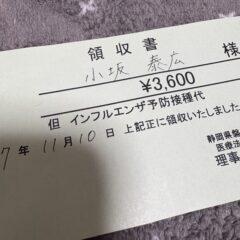 領収書
小坂 泰広 様
¥3,600
但 インフルエンザ予防接種代
7年 11月 10日 上記正に領収いたしました
静岡県磐
医療法
理事